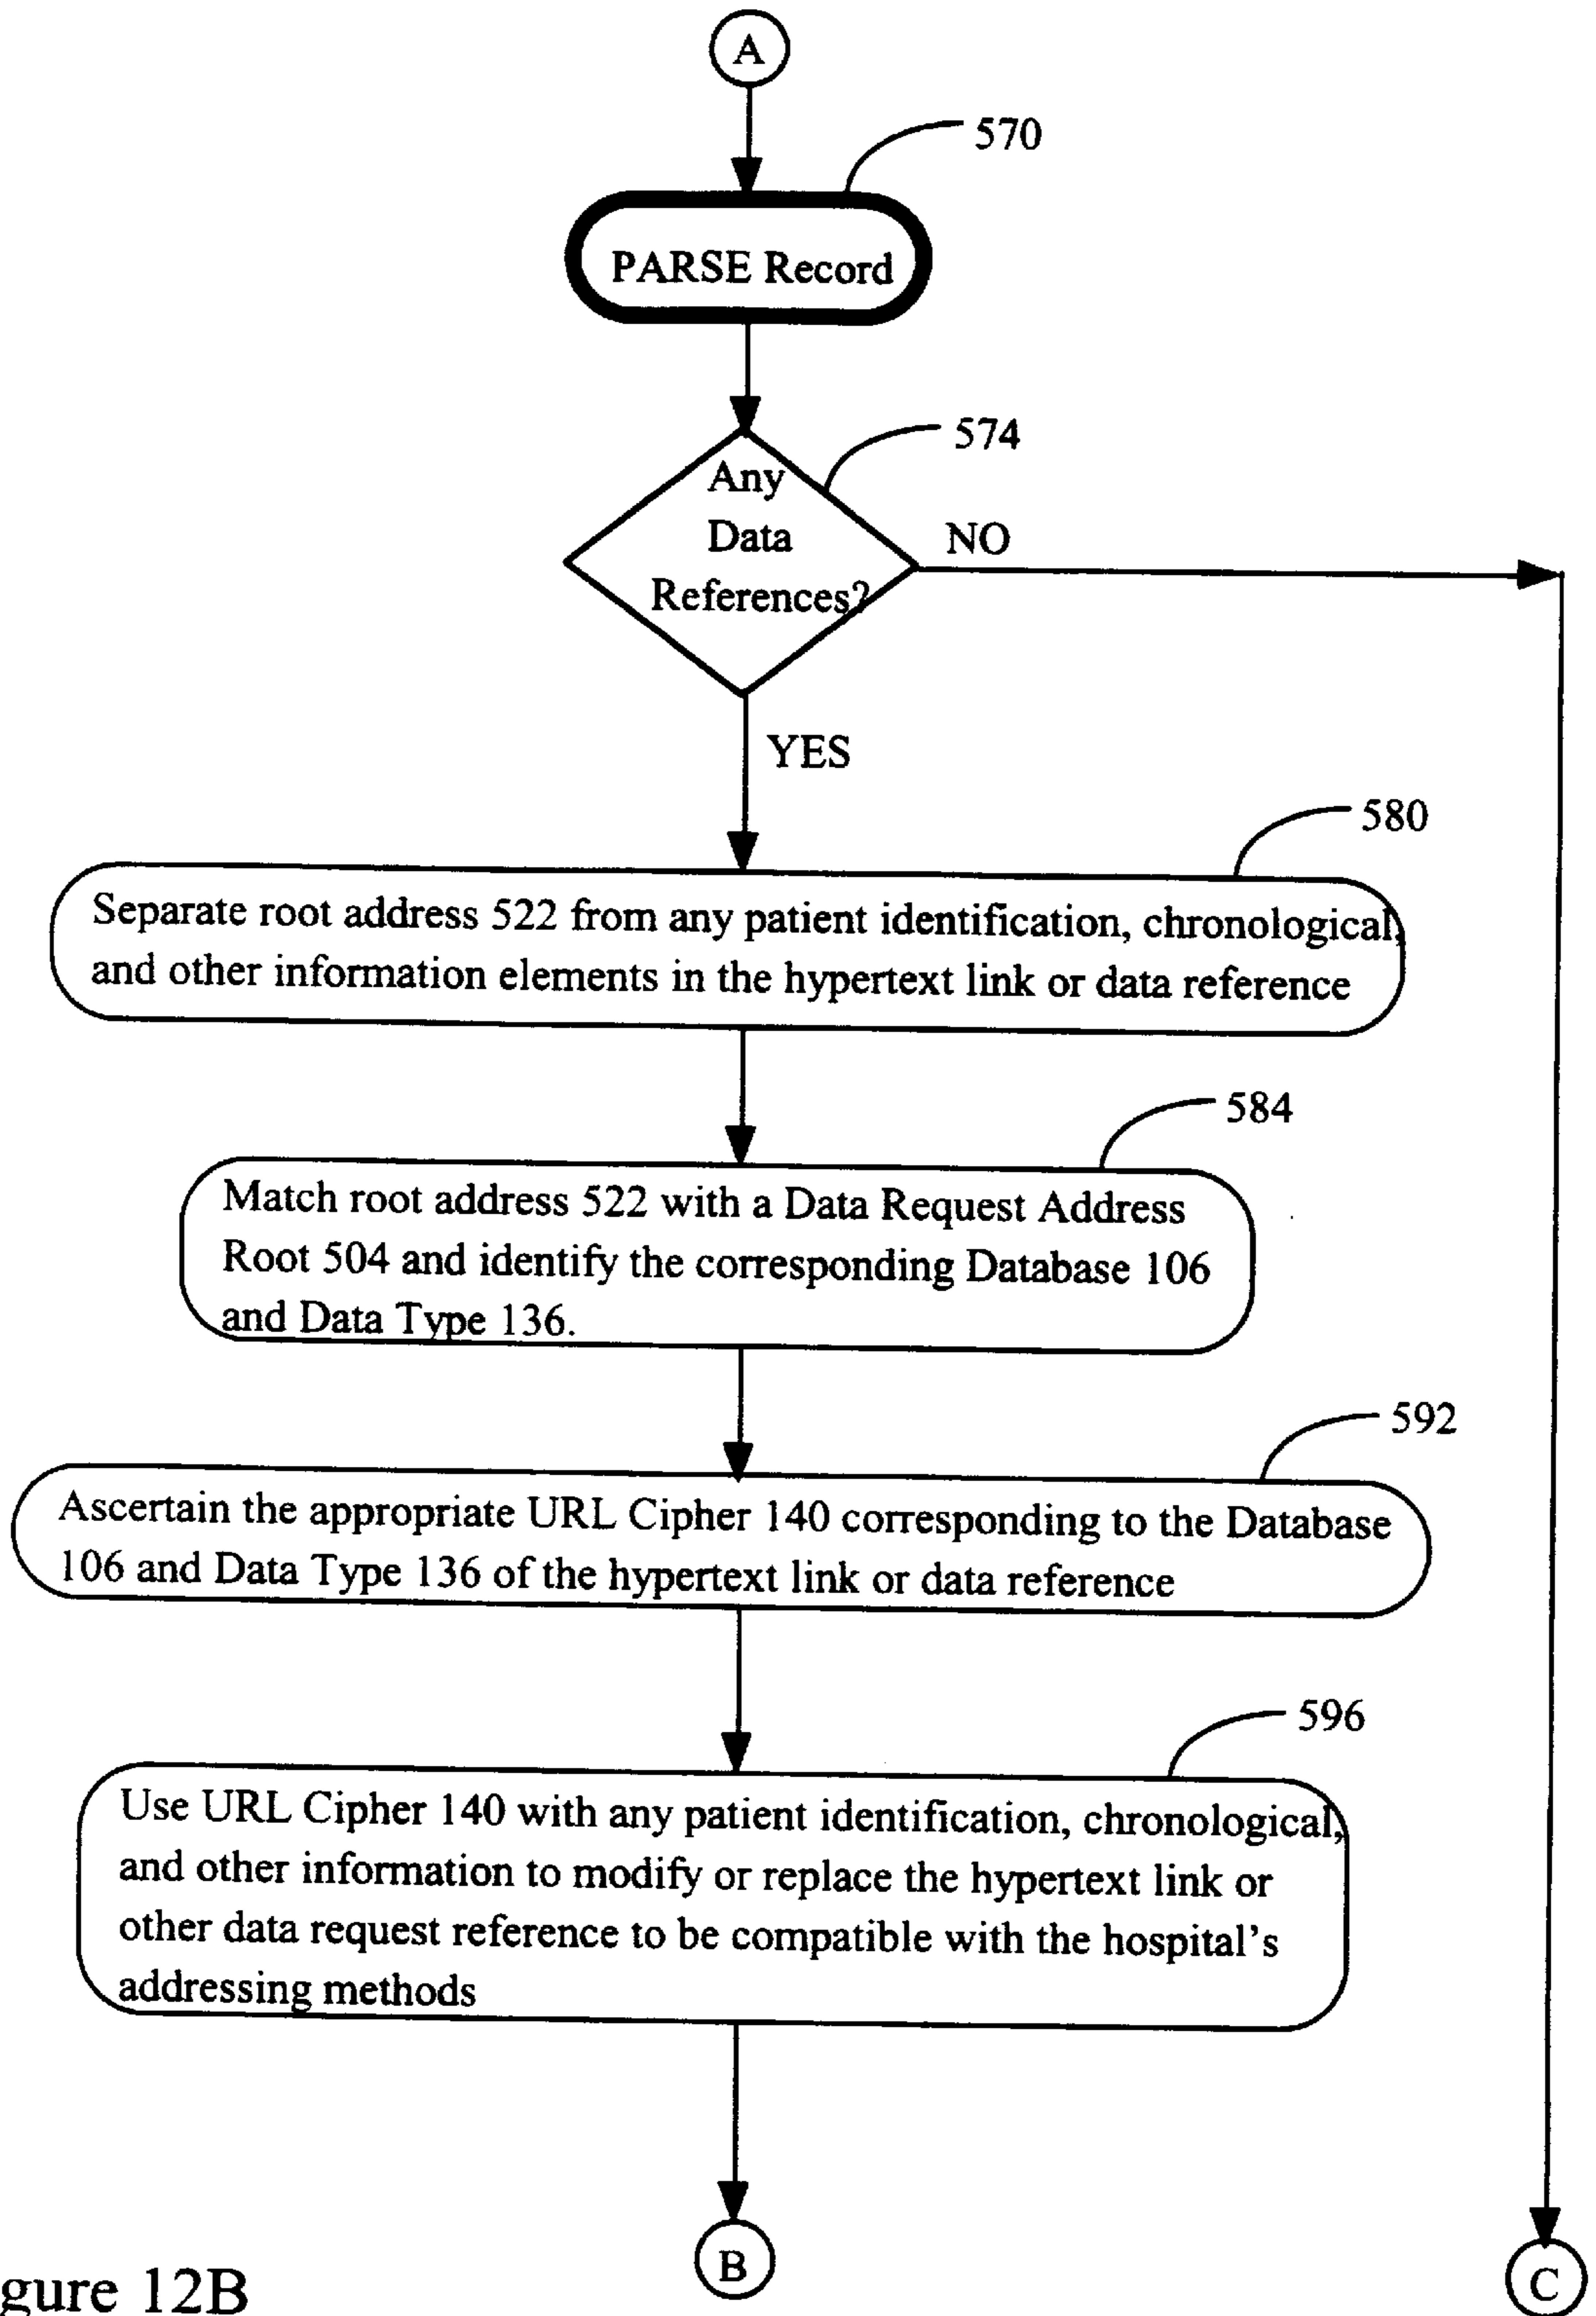 A
570
PARSE Record
574
Any
Data
References?
NO
YES
580
Separate root address 522 from any patient identification, chronological,
and other information elements in the hypertext link or data reference
584
Match root address 522 with a Data Request Address
Root 504 and identify the corresponding Database 106
and Data Type 136.
592
Ascertain the appropriate URL Cipher 140 corresponding to the Database
106 and Data Type 136 of the hypertext link or data reference
596
Use URL Cipher 140 with any patient identification, chronological,
and other information to modify or replace the hypertext link or
other data request reference to be compatible with the hospital's
addressing methods
B
C
gure 12B